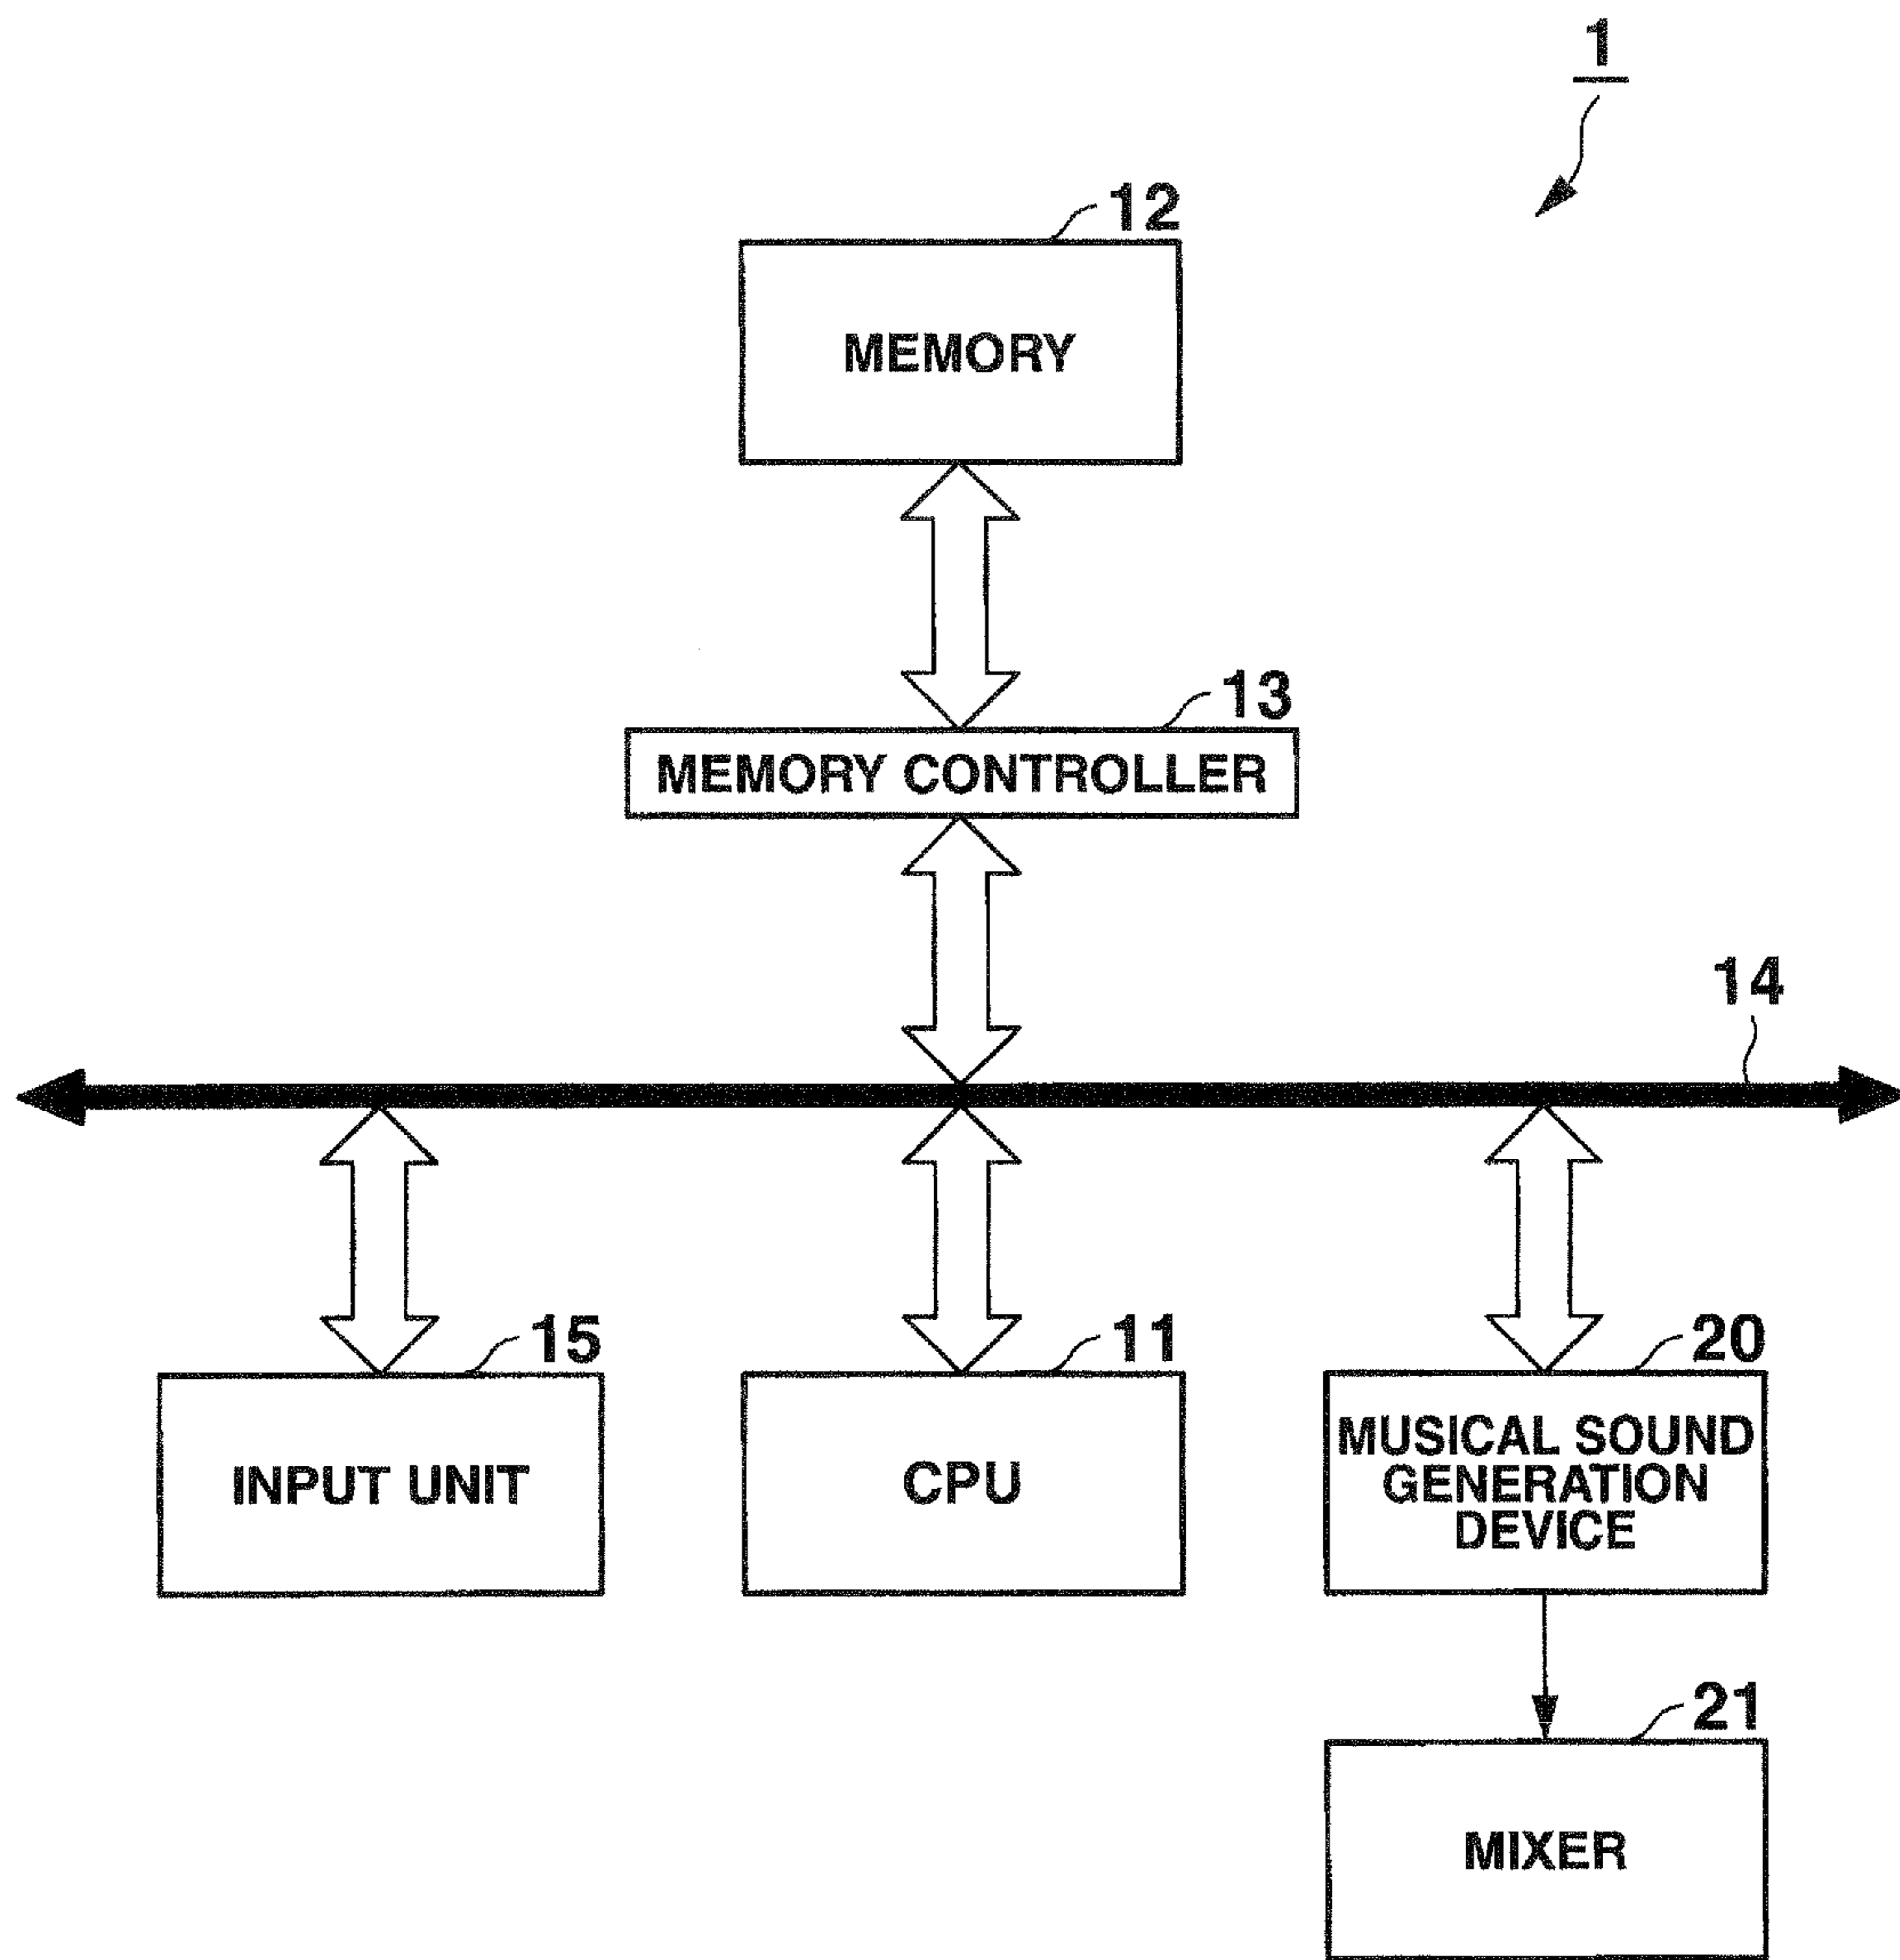 1
12
MEMORY
13
MEMORY CONTROLLER
14
15
INPUT UNIT
11
CPU
20
MUSICAL SOUND
GENERATION
DEVICE
21
MIXER